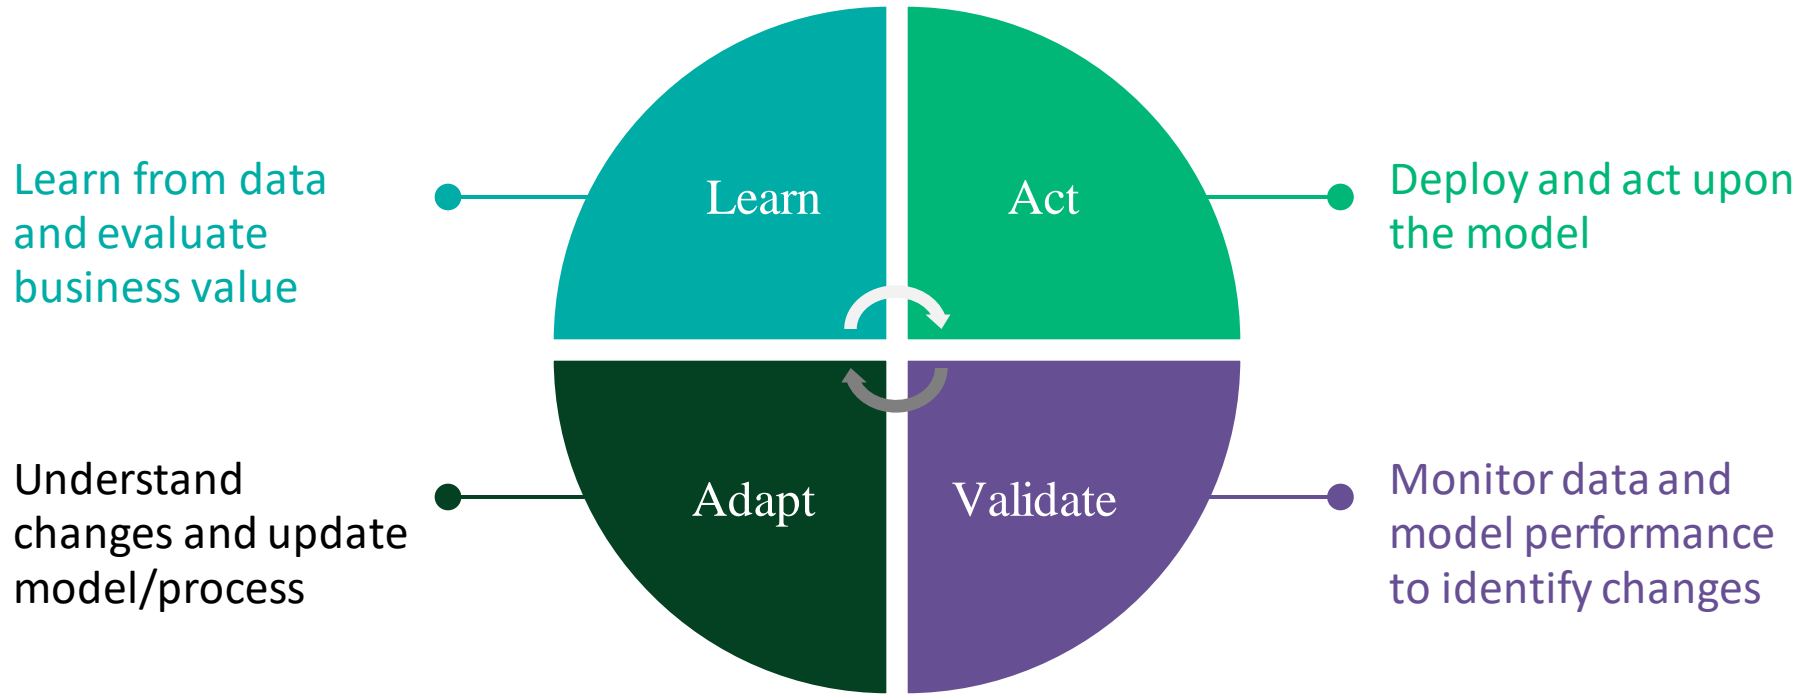 Learn from data
and evaluate
business value
Learn
Act
Deploy and act upon
the model
Understand
changes and update
model/process
Adapt
Validate
Monitor data and
model performance
to identify changes